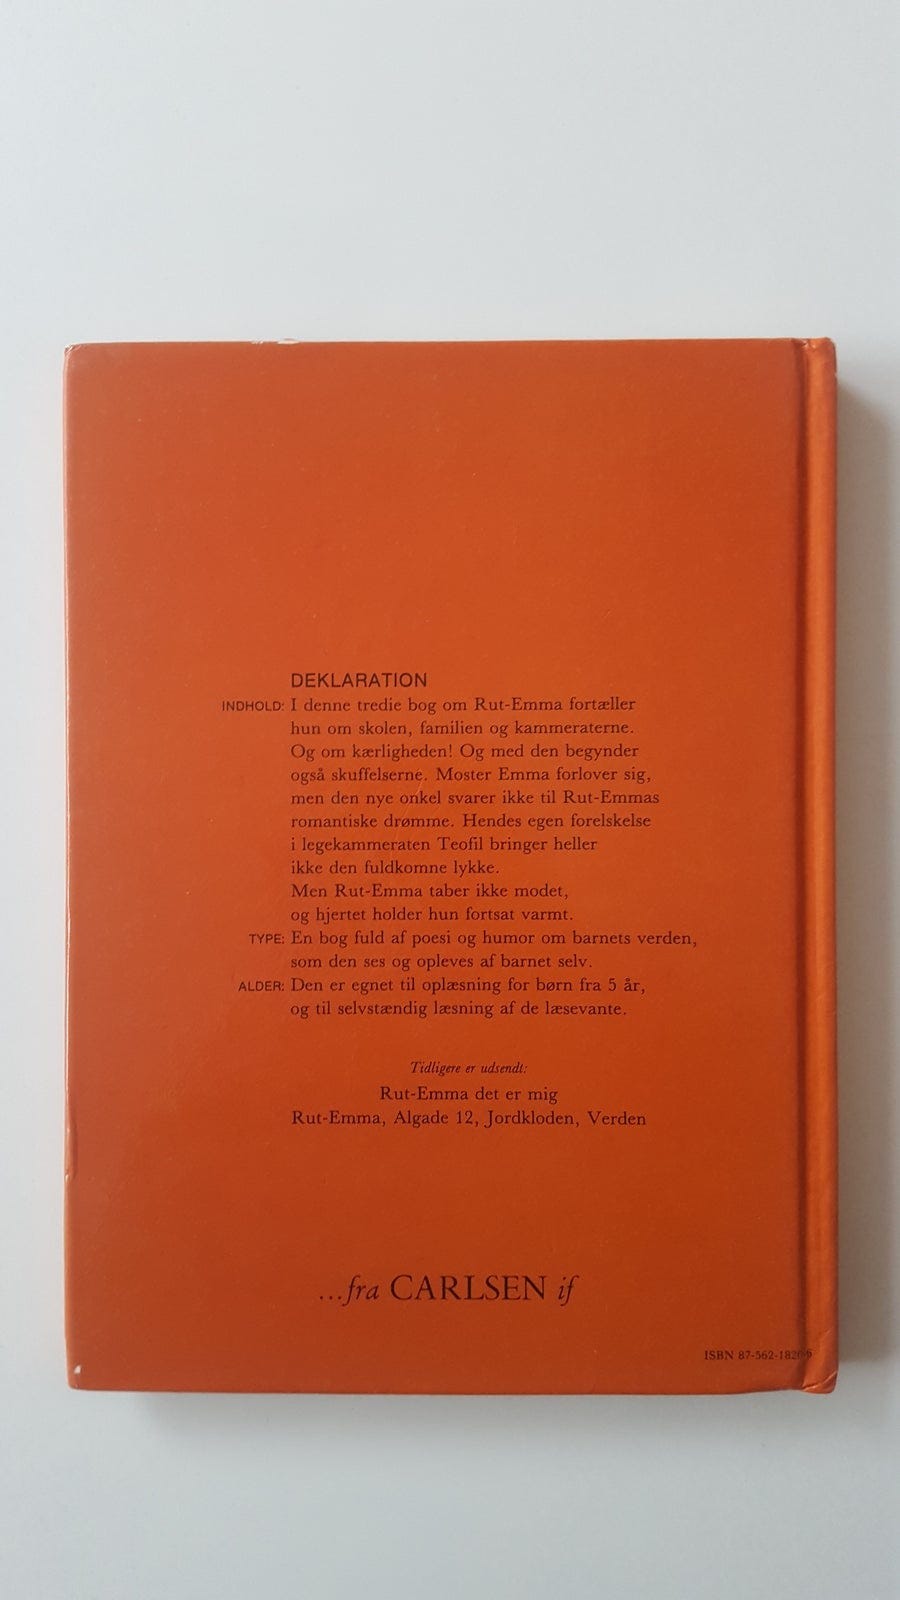 DEKLARATION
INDHOLD: I denne tredie bog om Rut-Emma fortæller
hun om skolen, familien og kammeraterne.
Og om kærligheden! Og med den begynder
også skuffelserne. Moster Emma forlover sig,
men den nye onkel svarer ikke til Rut-Emmas
romantiske drømme. Hendes egen forelskelse
i legekammeraten Teofil bringer heller
ikke den fuldkomne lykke.
Men Rut-Emma taber ikke modet,
og hjertet holder hun fortsat varmt.
TYPE: En bog fuld af poesi og humor om barnets verden,
som den ses og opleves af barnet selv.
ALDER: Den er egnet til oplæsning for børn fra 5 år,
og til selvstændig læsning af de læsevante.
Tidligere er udsendt:
Rut-Emma det er mig
Rut-Emma, Algade 12, Jordkloden, Verden
...fra CARLSEN if
ISBN